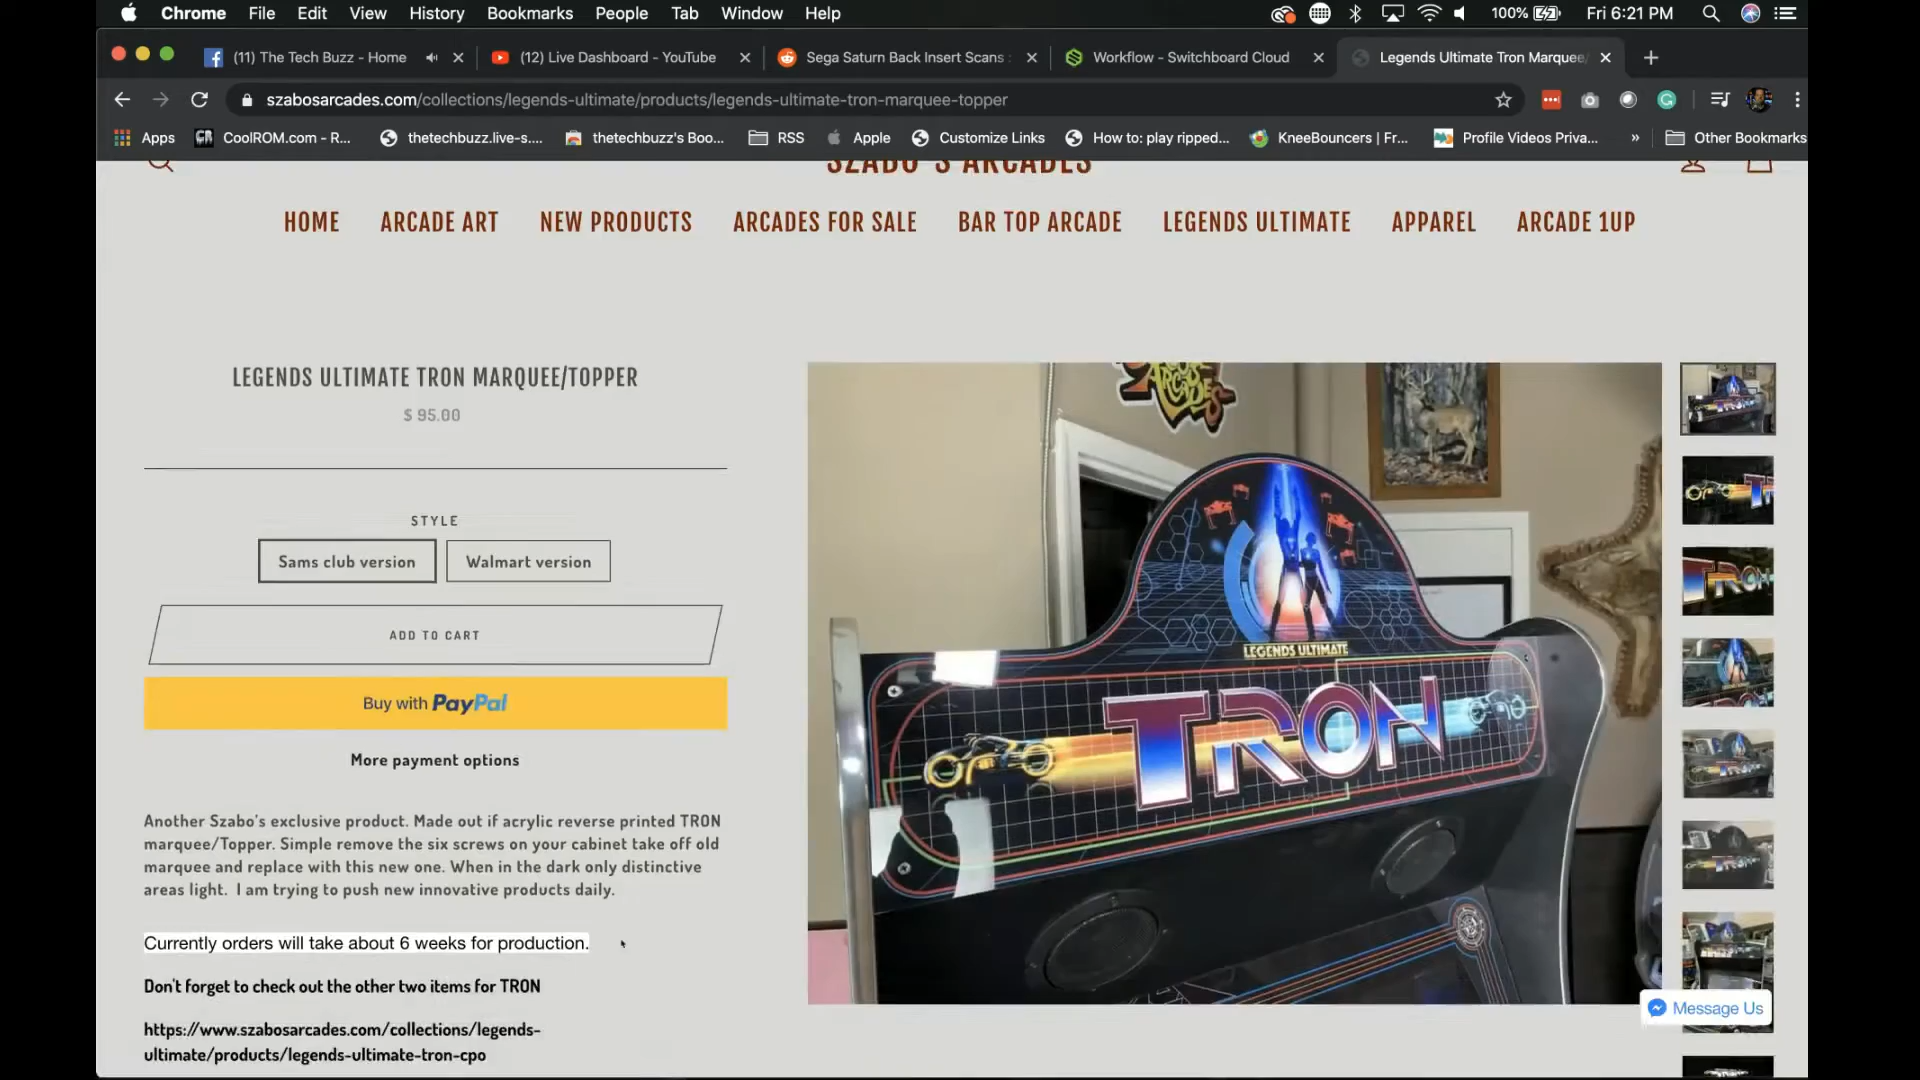 Chrome File Edit View History Bookmarks People Tab Window Help 100% Fri 6:21 PM
(11) The Tech Buzz - Home (12) Live Dashboard - YouTube Sega Saturn Back Insert Scans Workflow - Switchboard Cloud Legends Ultimate Tron Marquee/
szabosarcades.com/collections/legends-ultimate/products/legends-ultimate-tron-marquee-topper
Apps CoolROM.com - R... thetechbuzz.live-s.... thetechbuzz's Boo... RSS Apple Customize Links How to: play ripped... KneeBouncers | Fr... Profile Videos Priva... » Other Bookmarks
SZABO'S ARCADES
HOME ARCADE ART NEW PRODUCTS ARCADES FOR SALE BAR TOP ARCADE LEGENDS ULTIMATE APPAREL ARCADE 1UP
LEGENDS ULTIMATE TRON MARQUEE/TOPPER
$ 95.00
STYLE
Sams club version Walmart version
ADD TO CART
Buy with PayPal
More payment options
Another Szabo's exclusive product. Made out if acrylic reverse printed TRON
marquee/Topper. Simple remove the six screws on your cabinet take off old
marquee and replace with this new one. When in the dark only distinctive
areas light. I am trying to push new innovative products daily.
Currently orders will take about 6 weeks for production.
Don't forget to check out the other two items for TRON
https://www.szabosarcades.com/collections/legends-
ultimate/products/legends-ultimate-tron-cpo
LEGENDS ULTIMATE
TRON
Message Us